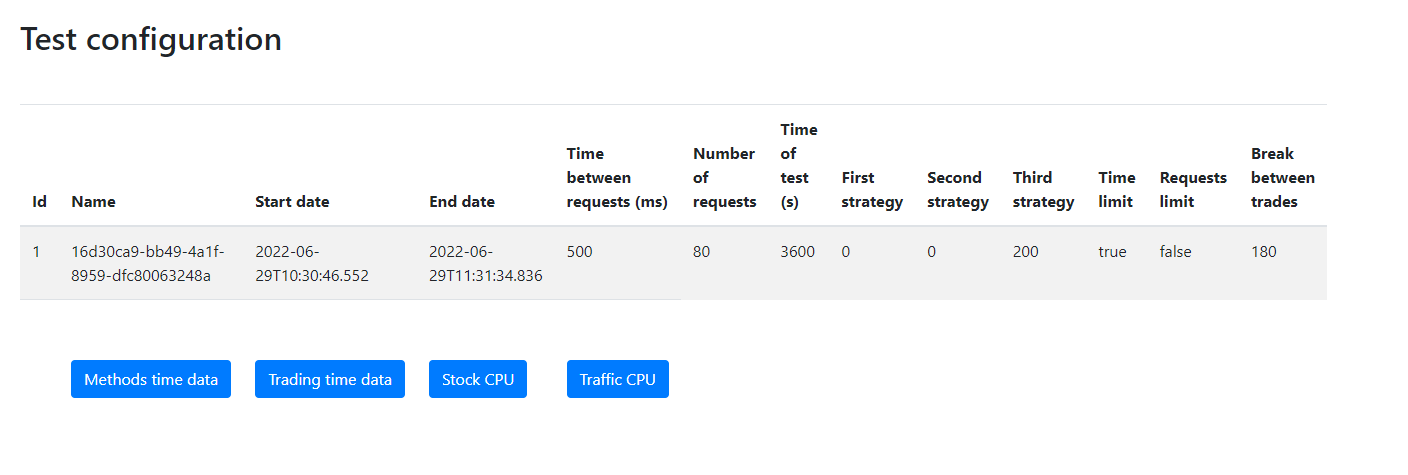 Test configuration
Time
Time of
between Number test First Second Third Time Requests Break between
Id Name Start date End date requests (ms) of requests (s) strategy strategy strategy limit limit trades
1 16d30ca9-bb49-4a1f- 2022-06- 2022-06- 500 80 3600 0 0 200 true false 180
8959-dfc80063248a 29T10:30:46.552 29T11:31:34.836
Methods time data Trading time data Stock CPU Traffic CPU